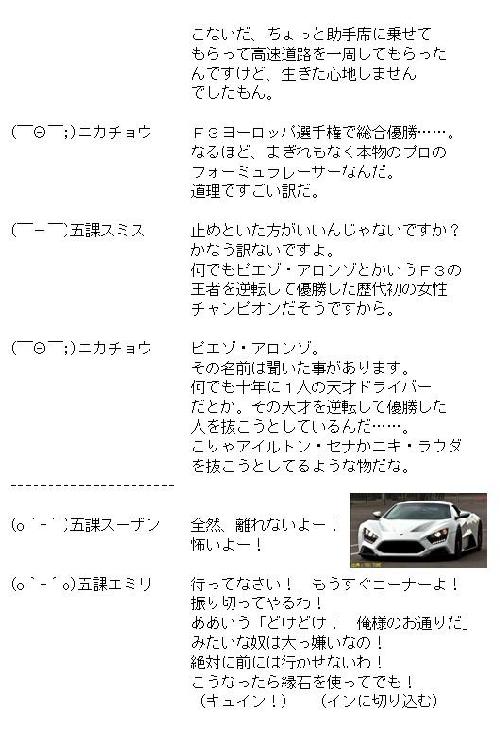 こないだ、ちょっと助手席に乗せて
もらって高速道路を一周してもらった
んですけど、生きた心地しません
でしたもん。
(￣⊝￣;)ニカチョウ　Ｆ３ヨーロッパ選手権で総合優勝……。
なるほど、まぎれもなく本物のプロの
フォーミュラレーサーなんだ。
道理ですごい訳だ。
(￣－￣)五課スミス　止めといた方がいいんじゃないですか？
かなう訳ないですよ。
何でもピエゾ・アロンゾとかいうＦ３の
王者を逆転して優勝した歴代初の女性
チャンピオンだそうですから。
(￣⊝￣;)ニカチョウ　ピエゾ・アロンゾ。
その名前は聞いた事があります。
何でも十年に１人の天才ドライバー
だとか。その天才を逆転して優勝した
人を抜こうとしているんだ……。
こりゃアイルトン・セナかニキ・ラウダ
を抜こうとしてるような物だな。
----------------------
(o｀-´)五課スーザン　全然、離れないよー．
怖いよー！
(o｀-´o)五課エミリ　行ってなさい！　もうすぐコーナーよ！
振り切ってやるわ！
ああいう「どけどけ．　俺様のお通りだ」
みたいな奴は大っ嫌いなの！
絶対に前には行かせないわ！
こうなったら縁石を使ってでも！
（キュイン！）　（インに切り込む）